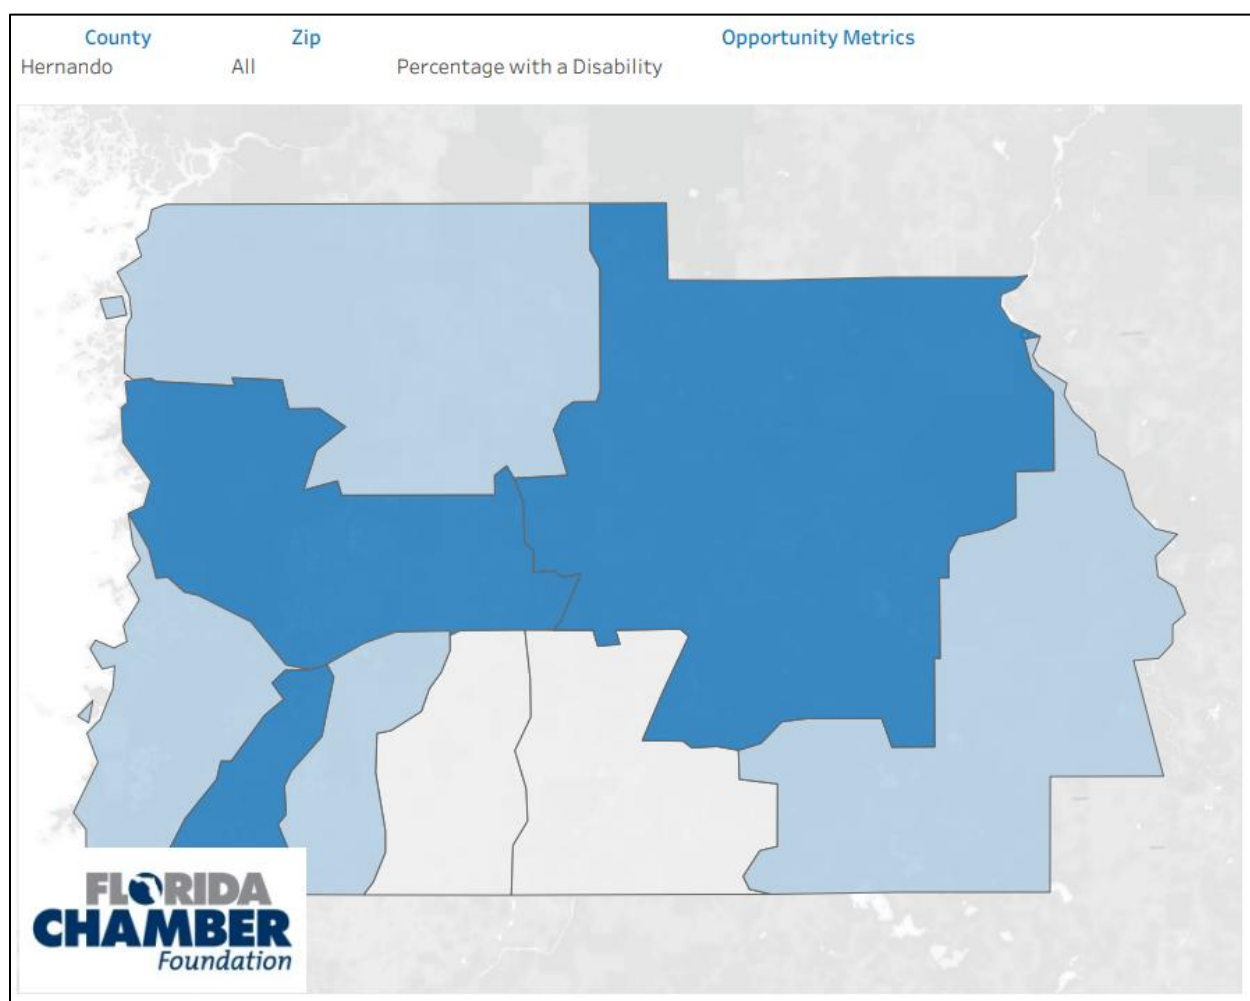 County Zip Opportunity Metrics
Hernando All Percentage with a Disability
FLORIDA
CHAMBER
Foundation